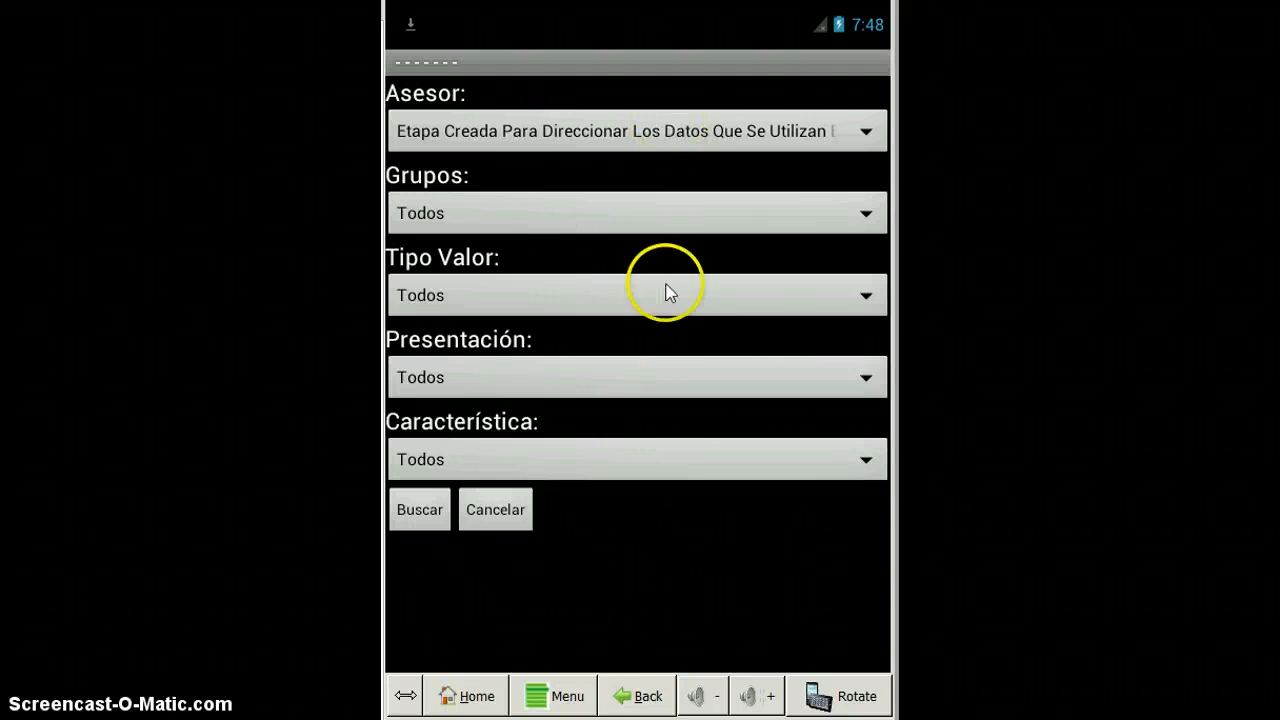 7:48
-------
Asesor:
Etapa Creada Para Direccionar Los Datos Que Se Utilizan
Grupos:
Todos
Tipo Valor:
Todos
Presentación:
Todos
Característica:
Todos
Buscar Cancelar
Home Menu Back - + Rotate
Screencast-O-Matic.com